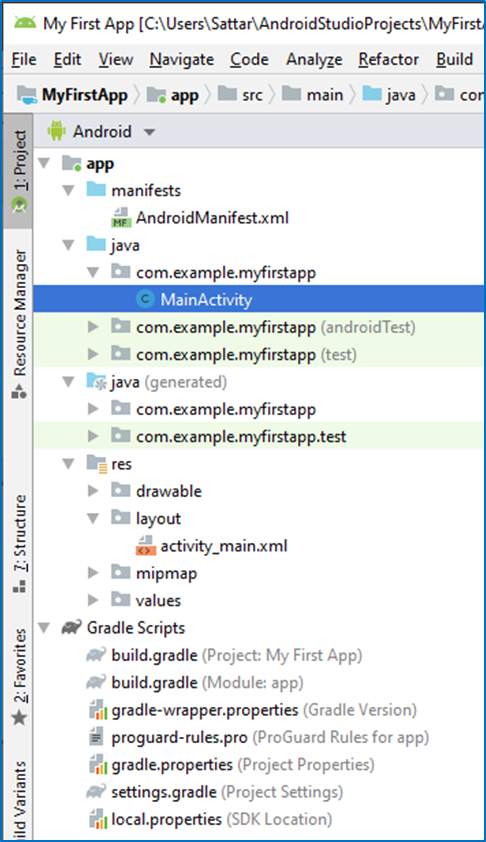 My First App [C:\Users\Sattar\AndroidStudioProjects\MyFirstA
File Edit View Navigate Code Analyze Refactor Build
MyFirstApp app src main java con
1: Project
Android
app
manifests
MF
AndroidManifest.xml
java
com.example.myfirstapp
C MainActivity
com.example.myfirstapp (androidTest)
com.example.myfirstapp (test)
java (generated)
com.example.myfirstapp
com.example.myfirstapp.test
Resource Manager
res
drawable
layout
activity_main.xml
mipmap
values
7: Structure
Gradle Scripts
build.gradle (Project: My First App)
build.gradle (Module: app)
gradle-wrapper.properties (Gradle Version)
proguard-rules.pro (ProGuard Rules for app)
gradle.properties (Project Properties)
settings.gradle (Project Settings)
local.properties (SDK Location)
2: Favorites
ild Variants